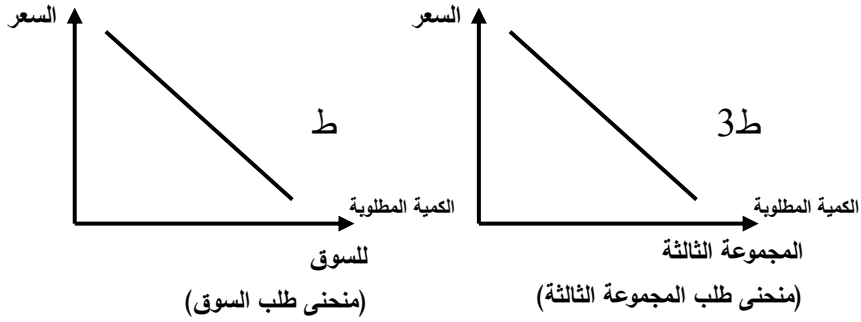 السعر
ط3
الكمية المطلوبة
المجموعة الثالثة
(منحنى طلب المجموعة الثالثة)
السعر
ط
الكمية المطلوبة
للسوق
(منحنى طلب السوق)